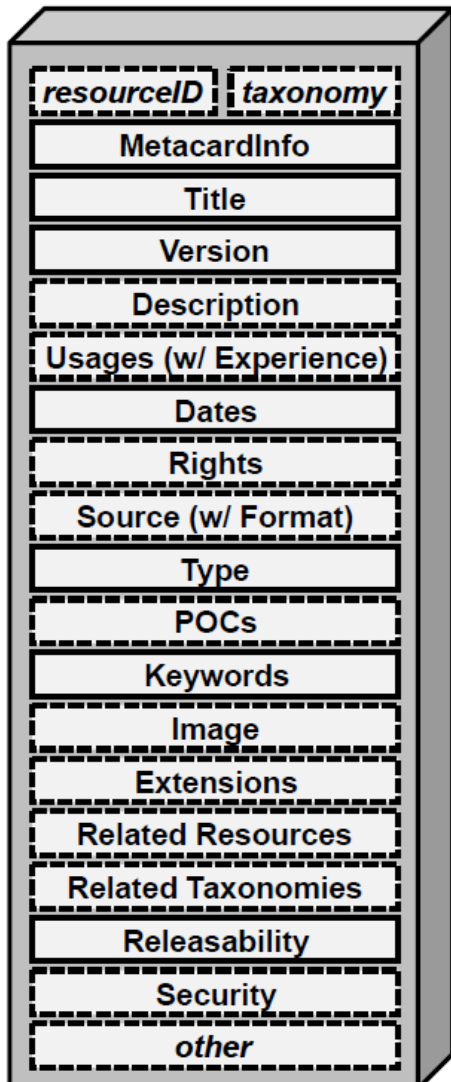 resourceID taxonomy
MetacardInfo
Title
Version
Description
Usages (w/ Experience)
Dates
Rights
Source (w/ Format)
Type
POCs
Keywords
Image
Extensions
Related Resources
Related Taxonomies
Releasability
Security
other